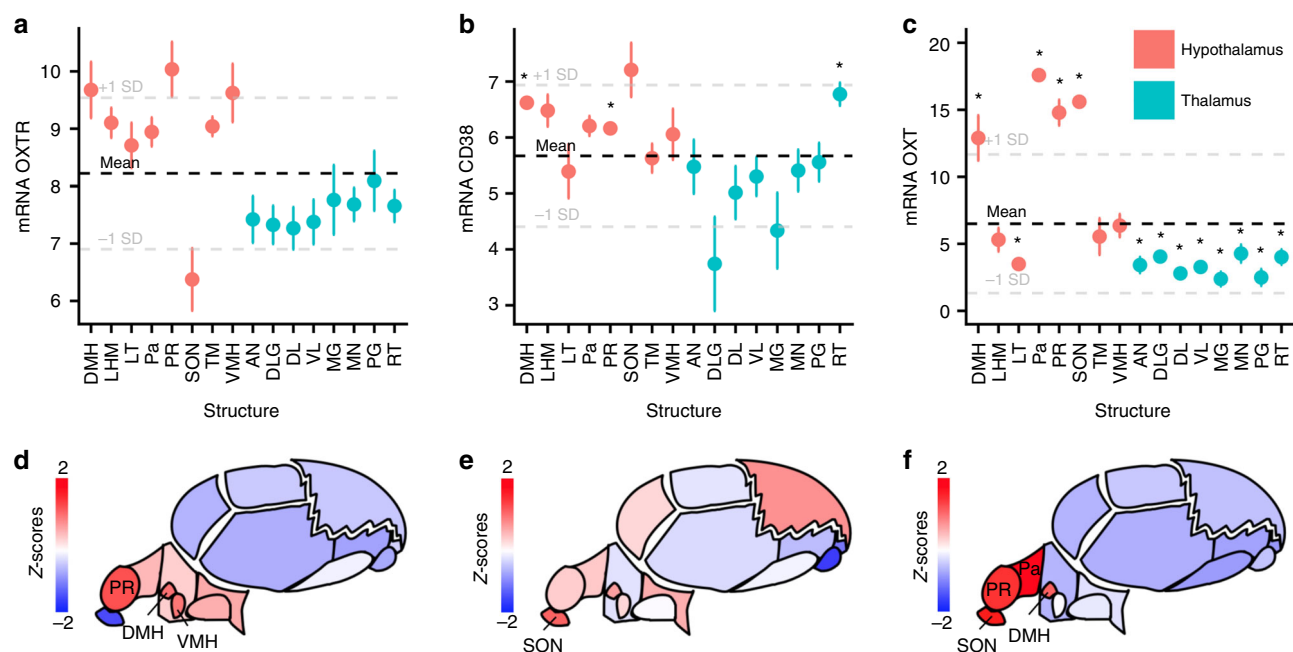 a
mRNA OXTR
10
9
8
7
6
+1 SD
Mean
−1 SD
DMH
LHM
LT
Pa
PR
SON
TM
VMH
AN
DLG
DL
VL
MG
MN
PG
RT
Structure
b
mRNA CD38
7
6
5
4
3
+1 SD
Mean
−1 SD
*
*
*
DMH
LHM
LT
Pa
PR
SON
TM
VMH
AN
DLG
DL
VL
MG
MN
PG
RT
Structure
c
mRNA OXT
20
15
10
5
0
Hypothalamus
Thalamus
+1 SD
Mean
−1 SD
*
*
*
*
*
*
*
*
*
*
*
*
*
DMH
LHM
LT
Pa
PR
SON
TM
VMH
AN
DLG
DL
VL
MG
MN
PG
RT
Structure
d
2
Z-scores
−2
PR
DMH
VMH
e
2
Z-scores
−2
SON
f
2
Z-scores
−2
PR
Pa
SON
DMH